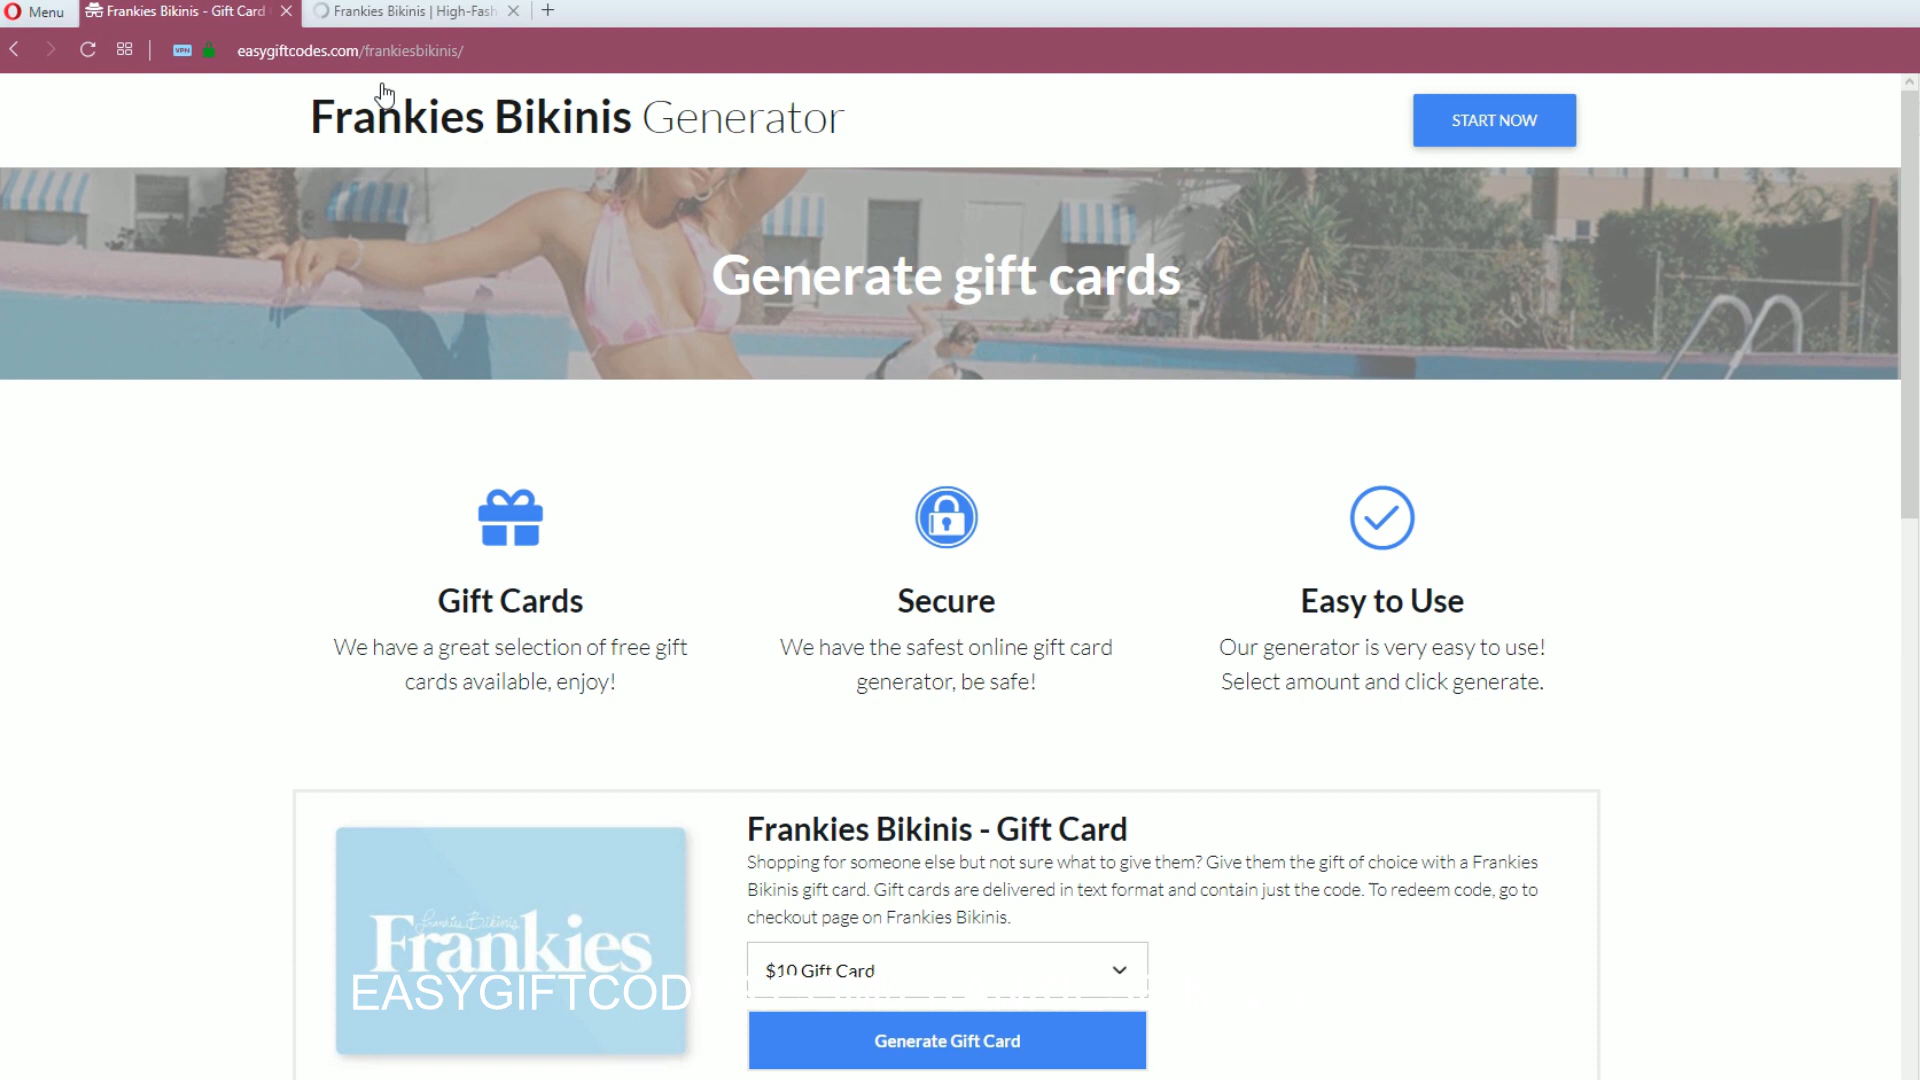 Menu
Frankies Bikinis - Gift Card
Frankies Bikinis | High-Fash
VPN
easygiftcodes.com/frankiesbikinis/
Frankies Bikinis Generator
START NOW
Generate gift cards
Gift Cards
We have a great selection of free gift
cards available, enjoy!
Secure
We have the safest online gift card
generator, be safe!
Easy to Use
Our generator is very easy to use!
Select amount and click generate.
Frankies Bikinis - Gift Card
Shopping for someone else but not sure what to give them? Give them the gift of choice with a Frankies
Bikinis gift card. Gift cards are delivered in text format and contain just the code. To redeem code, go to
checkout page on Frankies Bikinis.
Frankies Bikinis
Frankies
EASYGIFTCOD
$10 Gift Card
Generate Gift Card